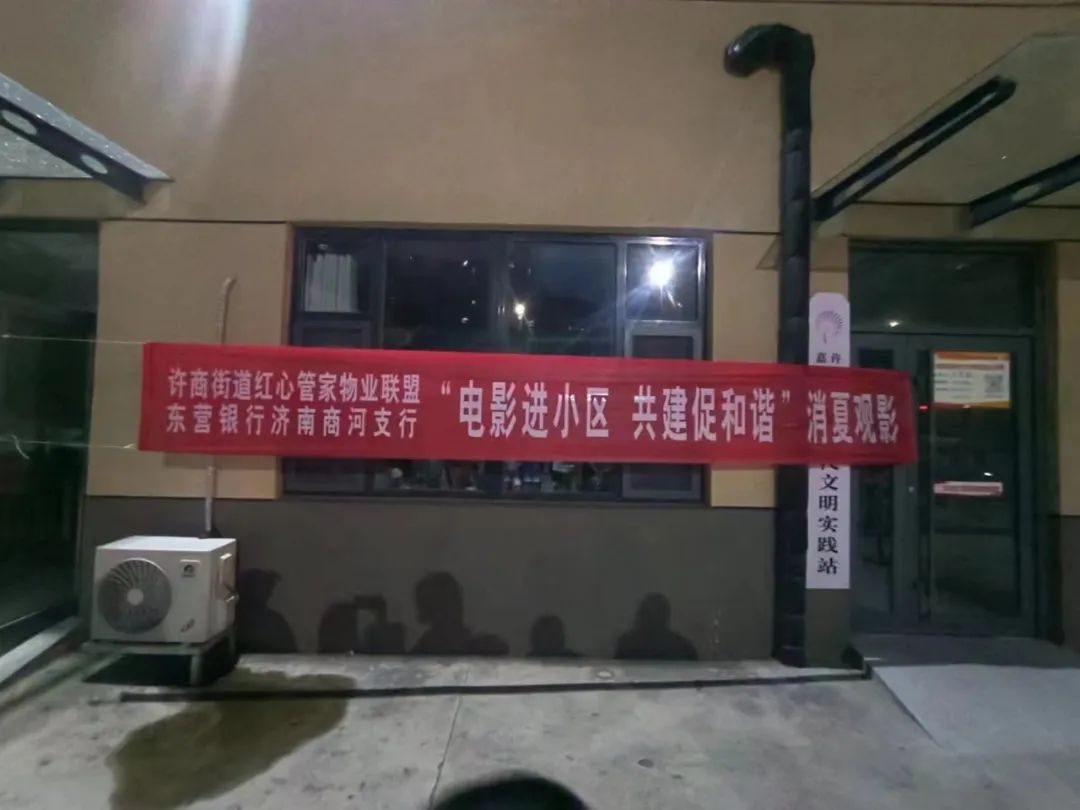 许商街道红心管家物业联盟
东营银行济南商河支行
“电影进小区 共建促和谐”消夏观影
许
嘉
文明实践站